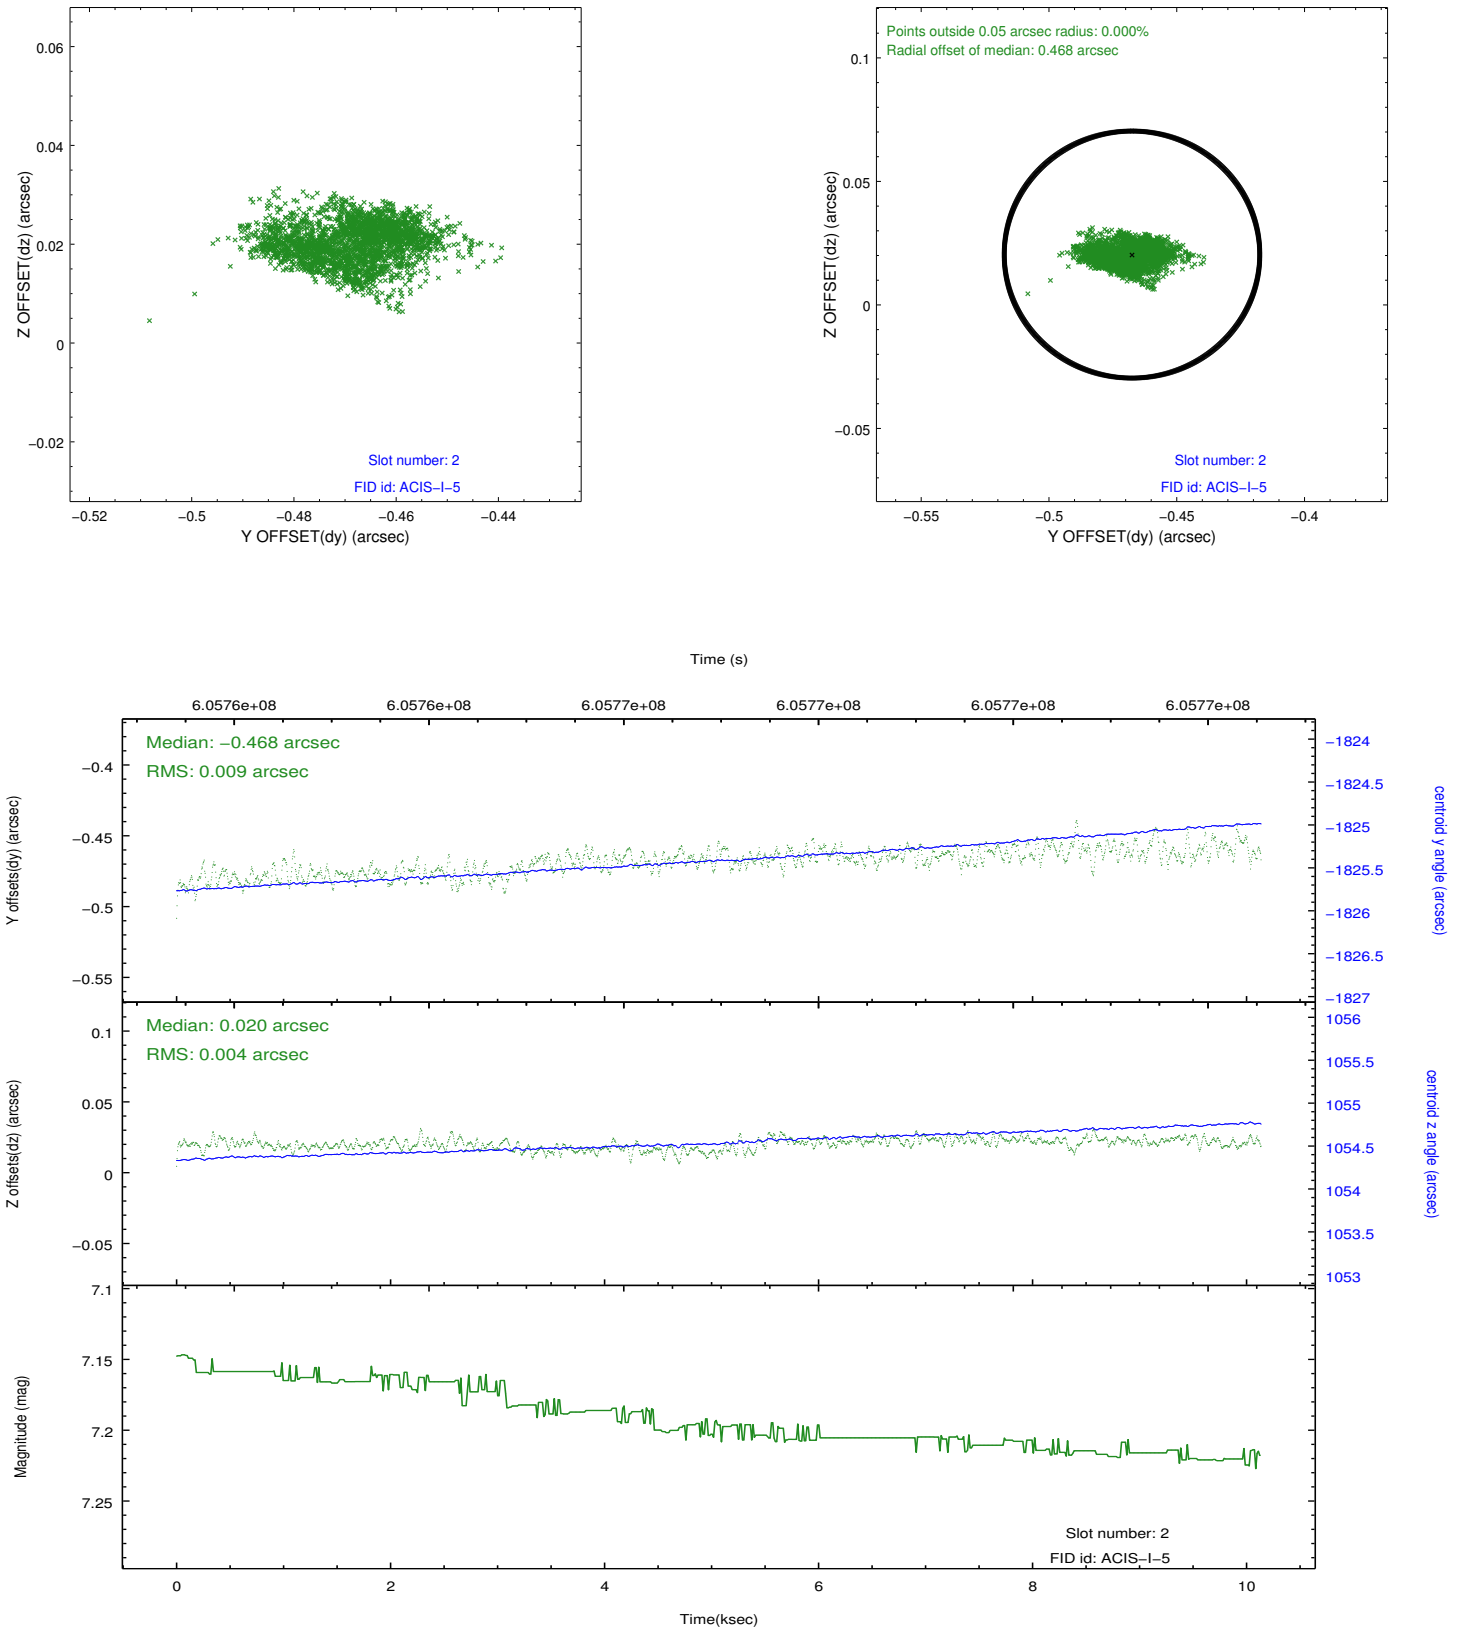 0.06
0.04
0.02
0
−0.02
Z OFFSET(dz) (arcsec)
Slot number: 2
FID id: ACIS−I−5
−0.52
−0.5
−0.48
−0.46
−0.44
Y OFFSET(dy) (arcsec)
Points outside 0.05 arcsec radius: 0.000%
Radial offset of median: 0.468 arcsec
0.1
0.05
0
−0.05
Z OFFSET(dz) (arcsec)
Slot number: 2
FID id: ACIS−I−5
−0.55
−0.5
−0.45
−0.4
Y OFFSET(dy) (arcsec)
Time (s)
6.0576e+08
6.0576e+08
6.0577e+08
6.0577e+08
6.0577e+08
6.0577e+08
Median: −0.468 arcsec
RMS: 0.009 arcsec
−0.4
−0.45
−0.5
−0.55
Y offsets(dy) (arcsec)
−1824
−1824.5
−1825
−1825.5
−1826
−1826.5
−1827
centroid y angle (arcsec)
Median: 0.020 arcsec
RMS: 0.004 arcsec
0.1
0.05
0
−0.05
Z offsets(dz) (arcsec)
1056
1055.5
1055
1054.5
1054
1053.5
1053
centroid z angle (arcsec)
7.1
7.15
7.2
7.25
Magnitude (mag)
Slot number: 2
FID id: ACIS−I−5
0
2
4
6
8
10
Time(ksec)